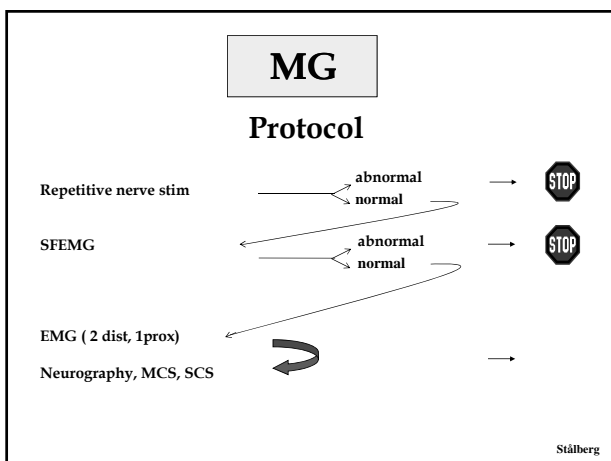 MG
Protocol
Repetitive nerve stim
abnormal
normal
STOP
SFEMG
abnormal
normal
STOP
EMG ( 2 dist, 1prox)
Neurography, MCS, SCS
Stålberg